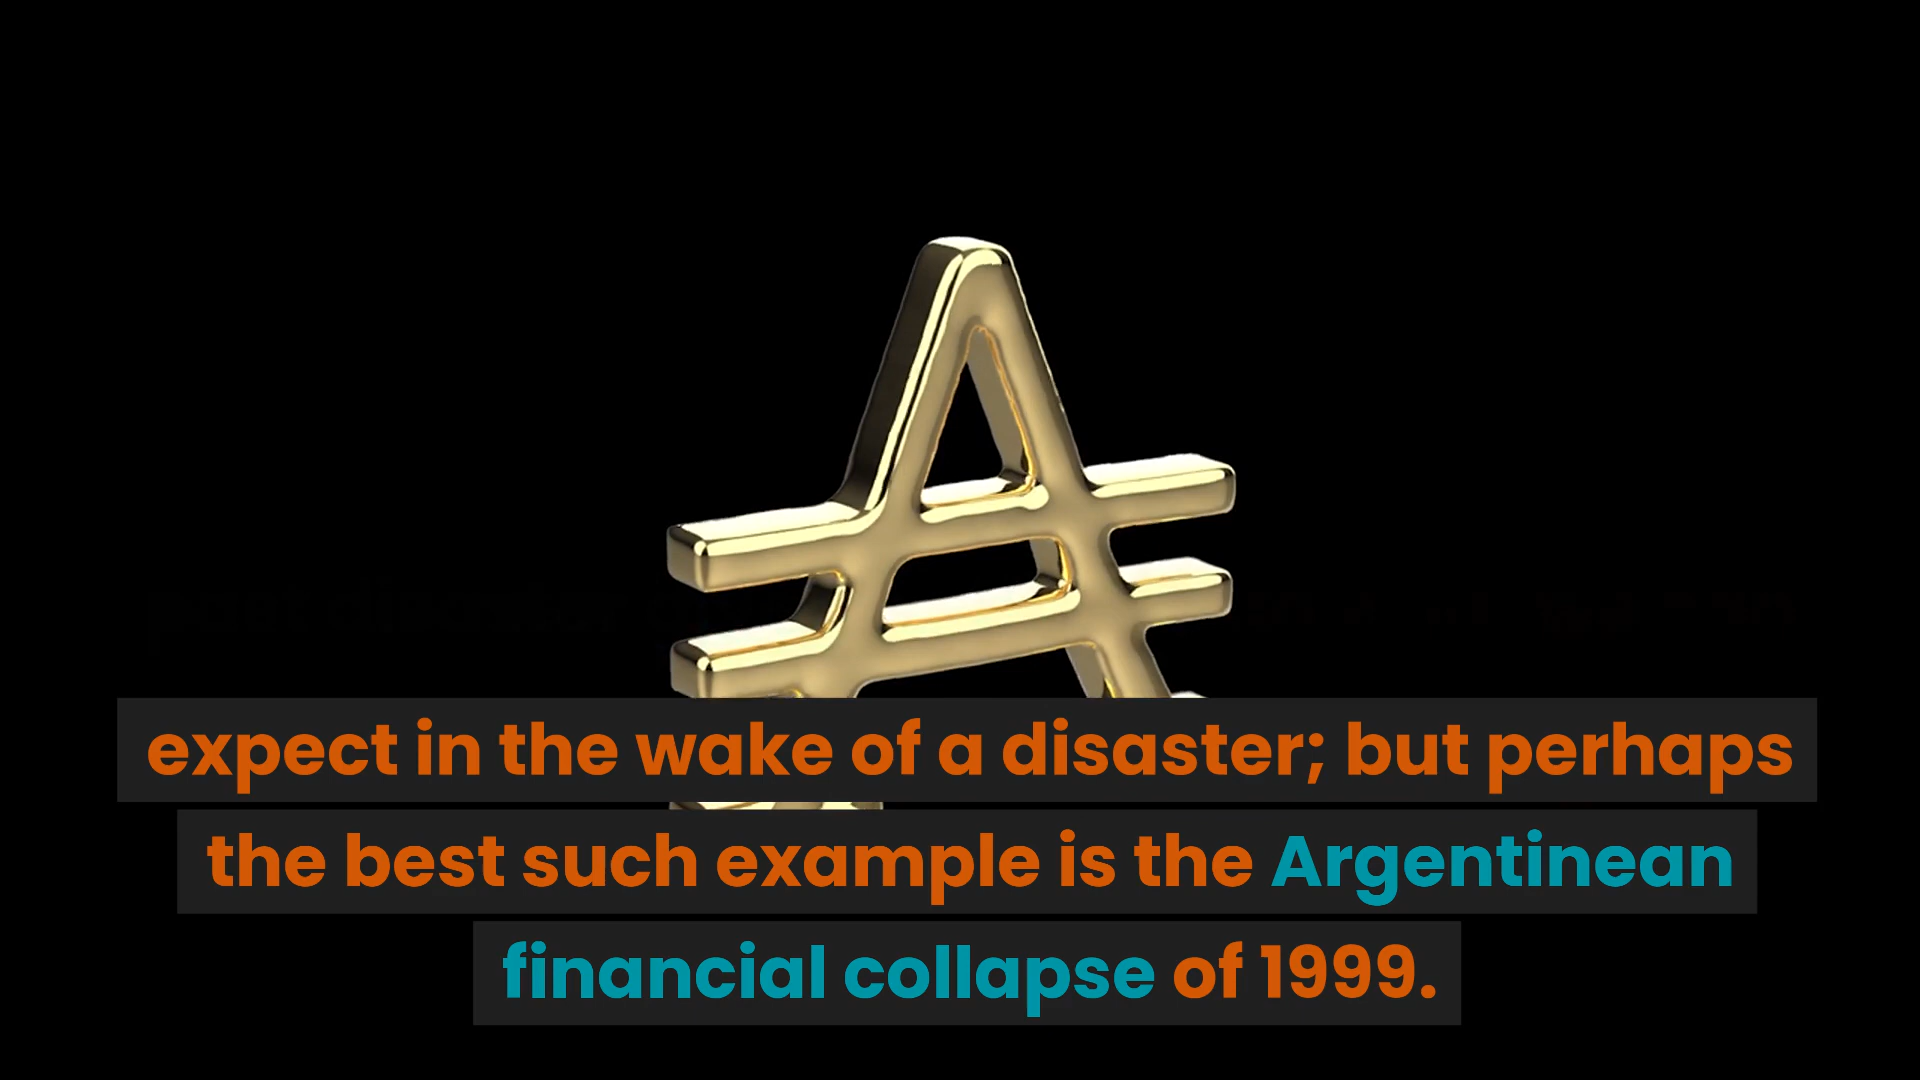 expect in the wake of a disaster; but perhaps
the best such example is the Argentinean
financial collapse of 1999.